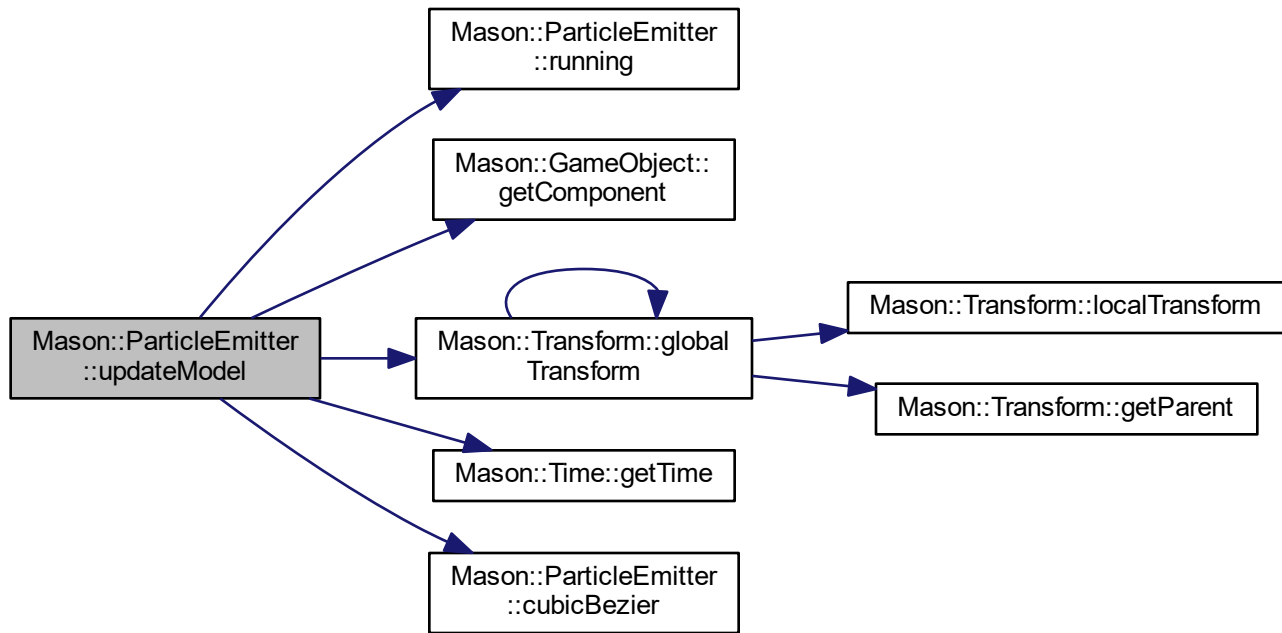 Mason::ParticleEmitter
::running
Mason::GameObject::
getComponent
Mason::ParticleEmitter
::updateModel
Mason::Transform::global
Transform
Mason::Transform::localTransform
Mason::Transform::getParent
Mason::Time::getTime
Mason::ParticleEmitter
::cubicBezier